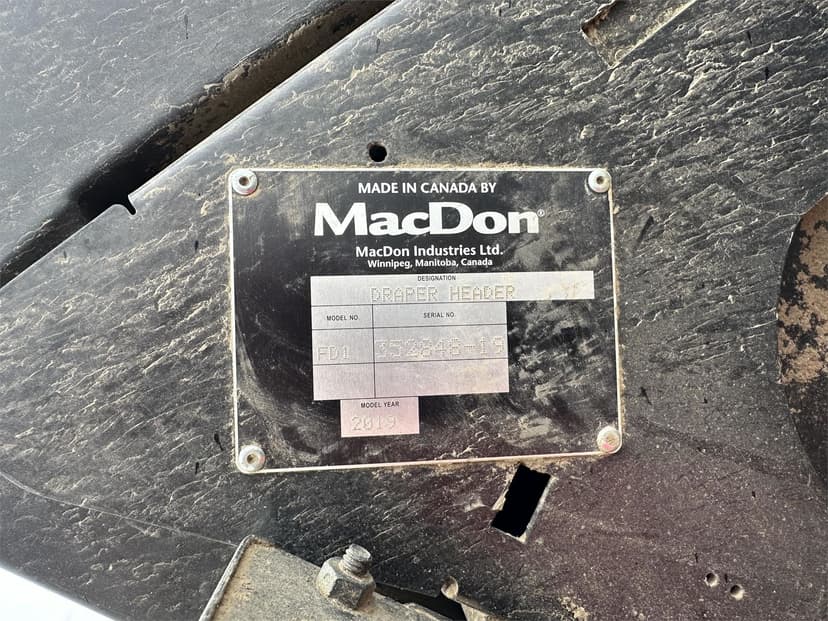 MADE IN CANADA BY
MacDon®
MacDon Industries Ltd.
Winnipeg, Manitoba, Canada
DESIGNATION
DRAPER HEADER
MODEL NO. SERIAL NO.
FD1 352848-19
MODEL YEAR
2019